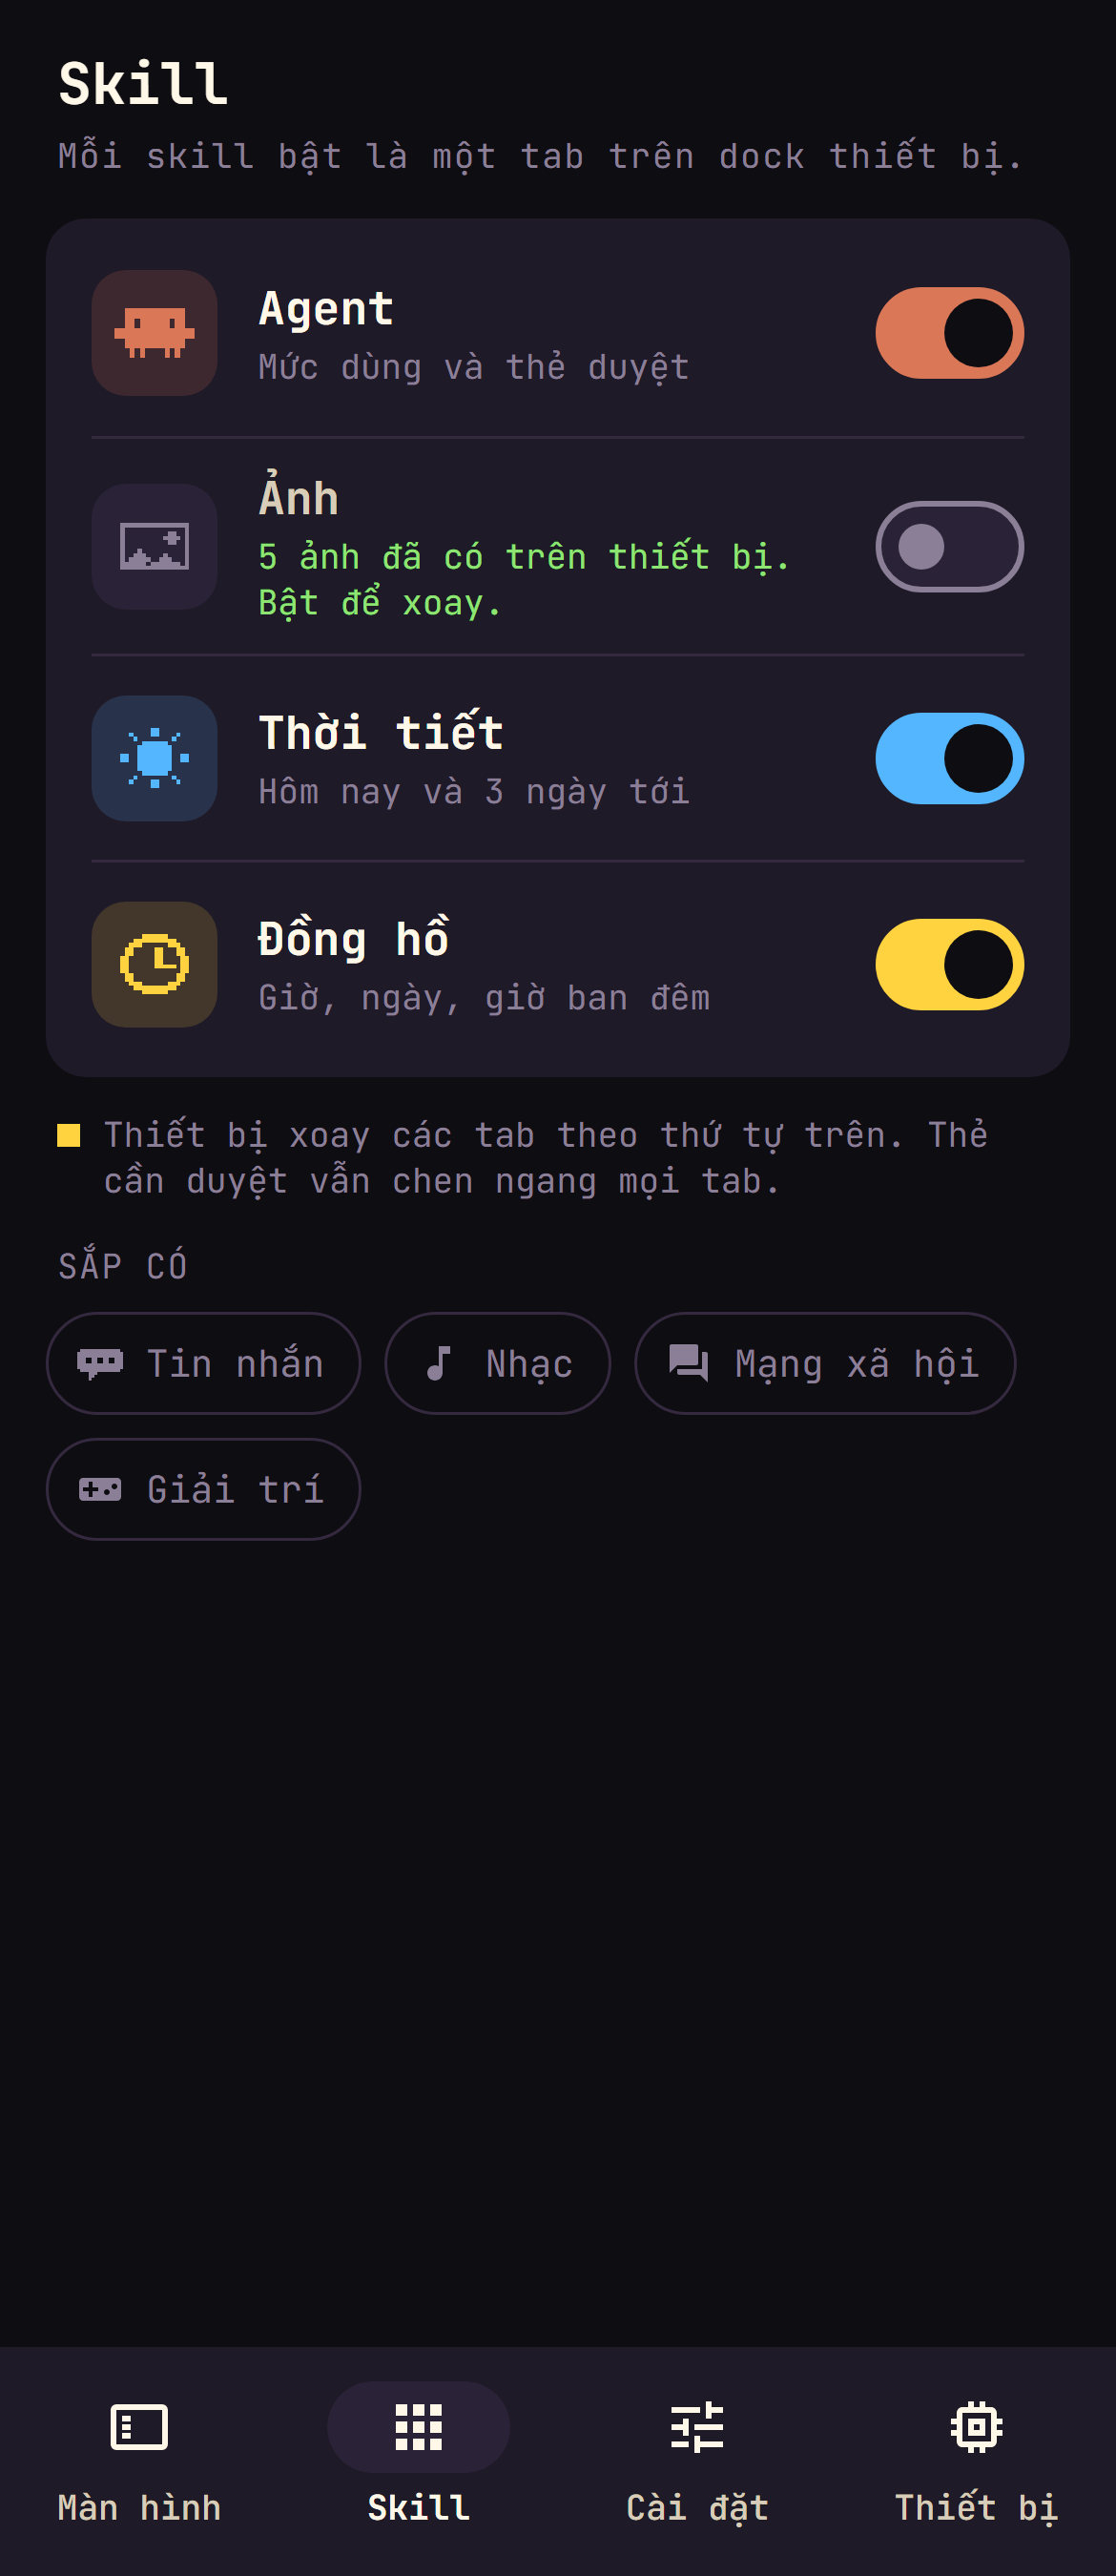 Skill
Mỗi skill bật là một tab trên dock thiết bị.
Agent
Mức dùng và thẻ duyệt
Ảnh
5 ảnh đã có trên thiết bị.
Bật để xoay.
Thời tiết
Hôm nay và 3 ngày tới
Đồng hồ
Giờ, ngày, giờ ban đêm
Thiết bị xoay các tab theo thứ tự trên. Thẻ
cần duyệt vẫn chen ngang mọi tab.
SẮP CÓ
Tin nhắn
Nhạc
Mạng xã hội
Giải trí
Màn hình
Skill
Cài đặt
Thiết bị